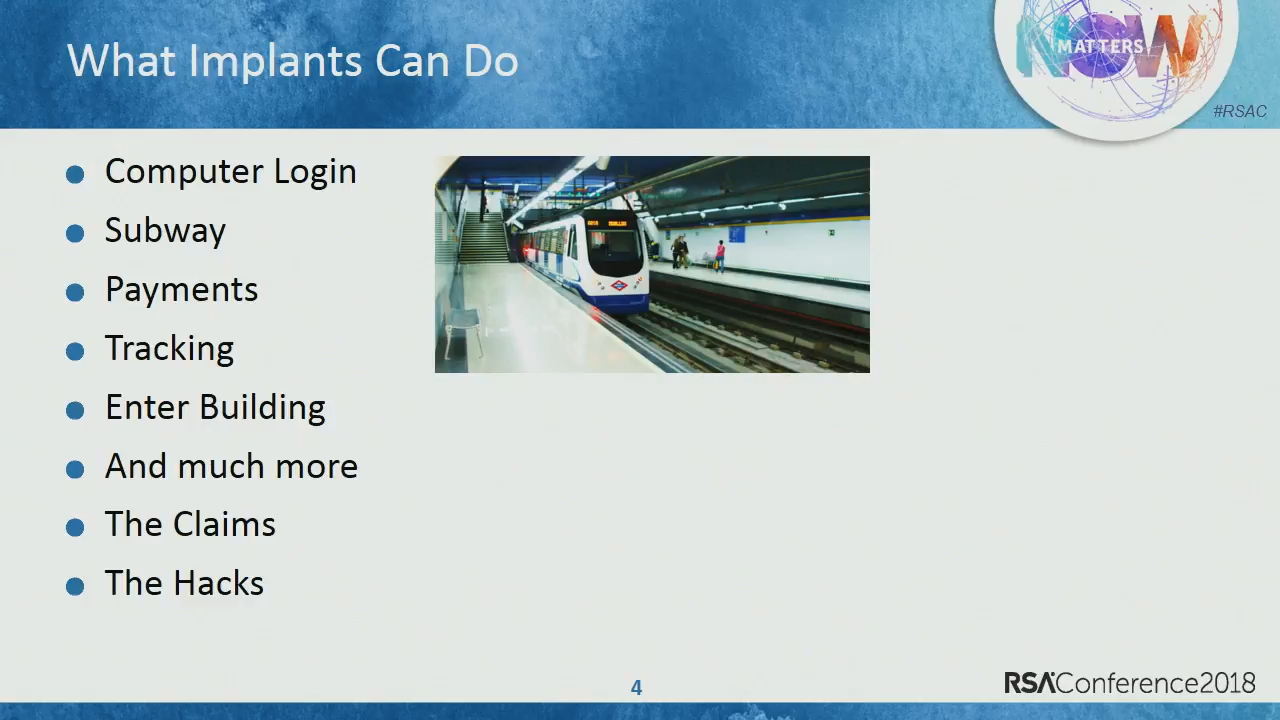 What Implants Can Do
NOW
MATTERS
#RSAC
Computer Login
Subway
Payments
Tracking
Enter Building
And much more
The Claims
The Hacks
4
RSAConference2018